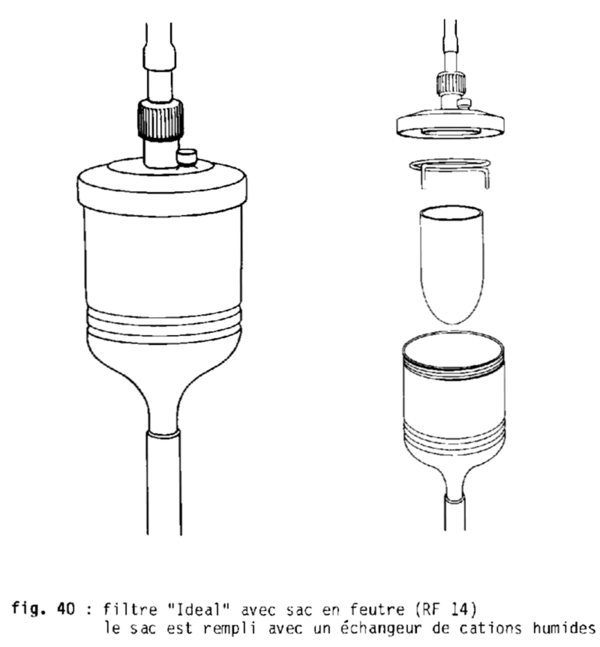 fig. 40 : filtre "Ideal" avec sac en feutre (RF 14)
le sac est rempli avec un échangeur de cations humides